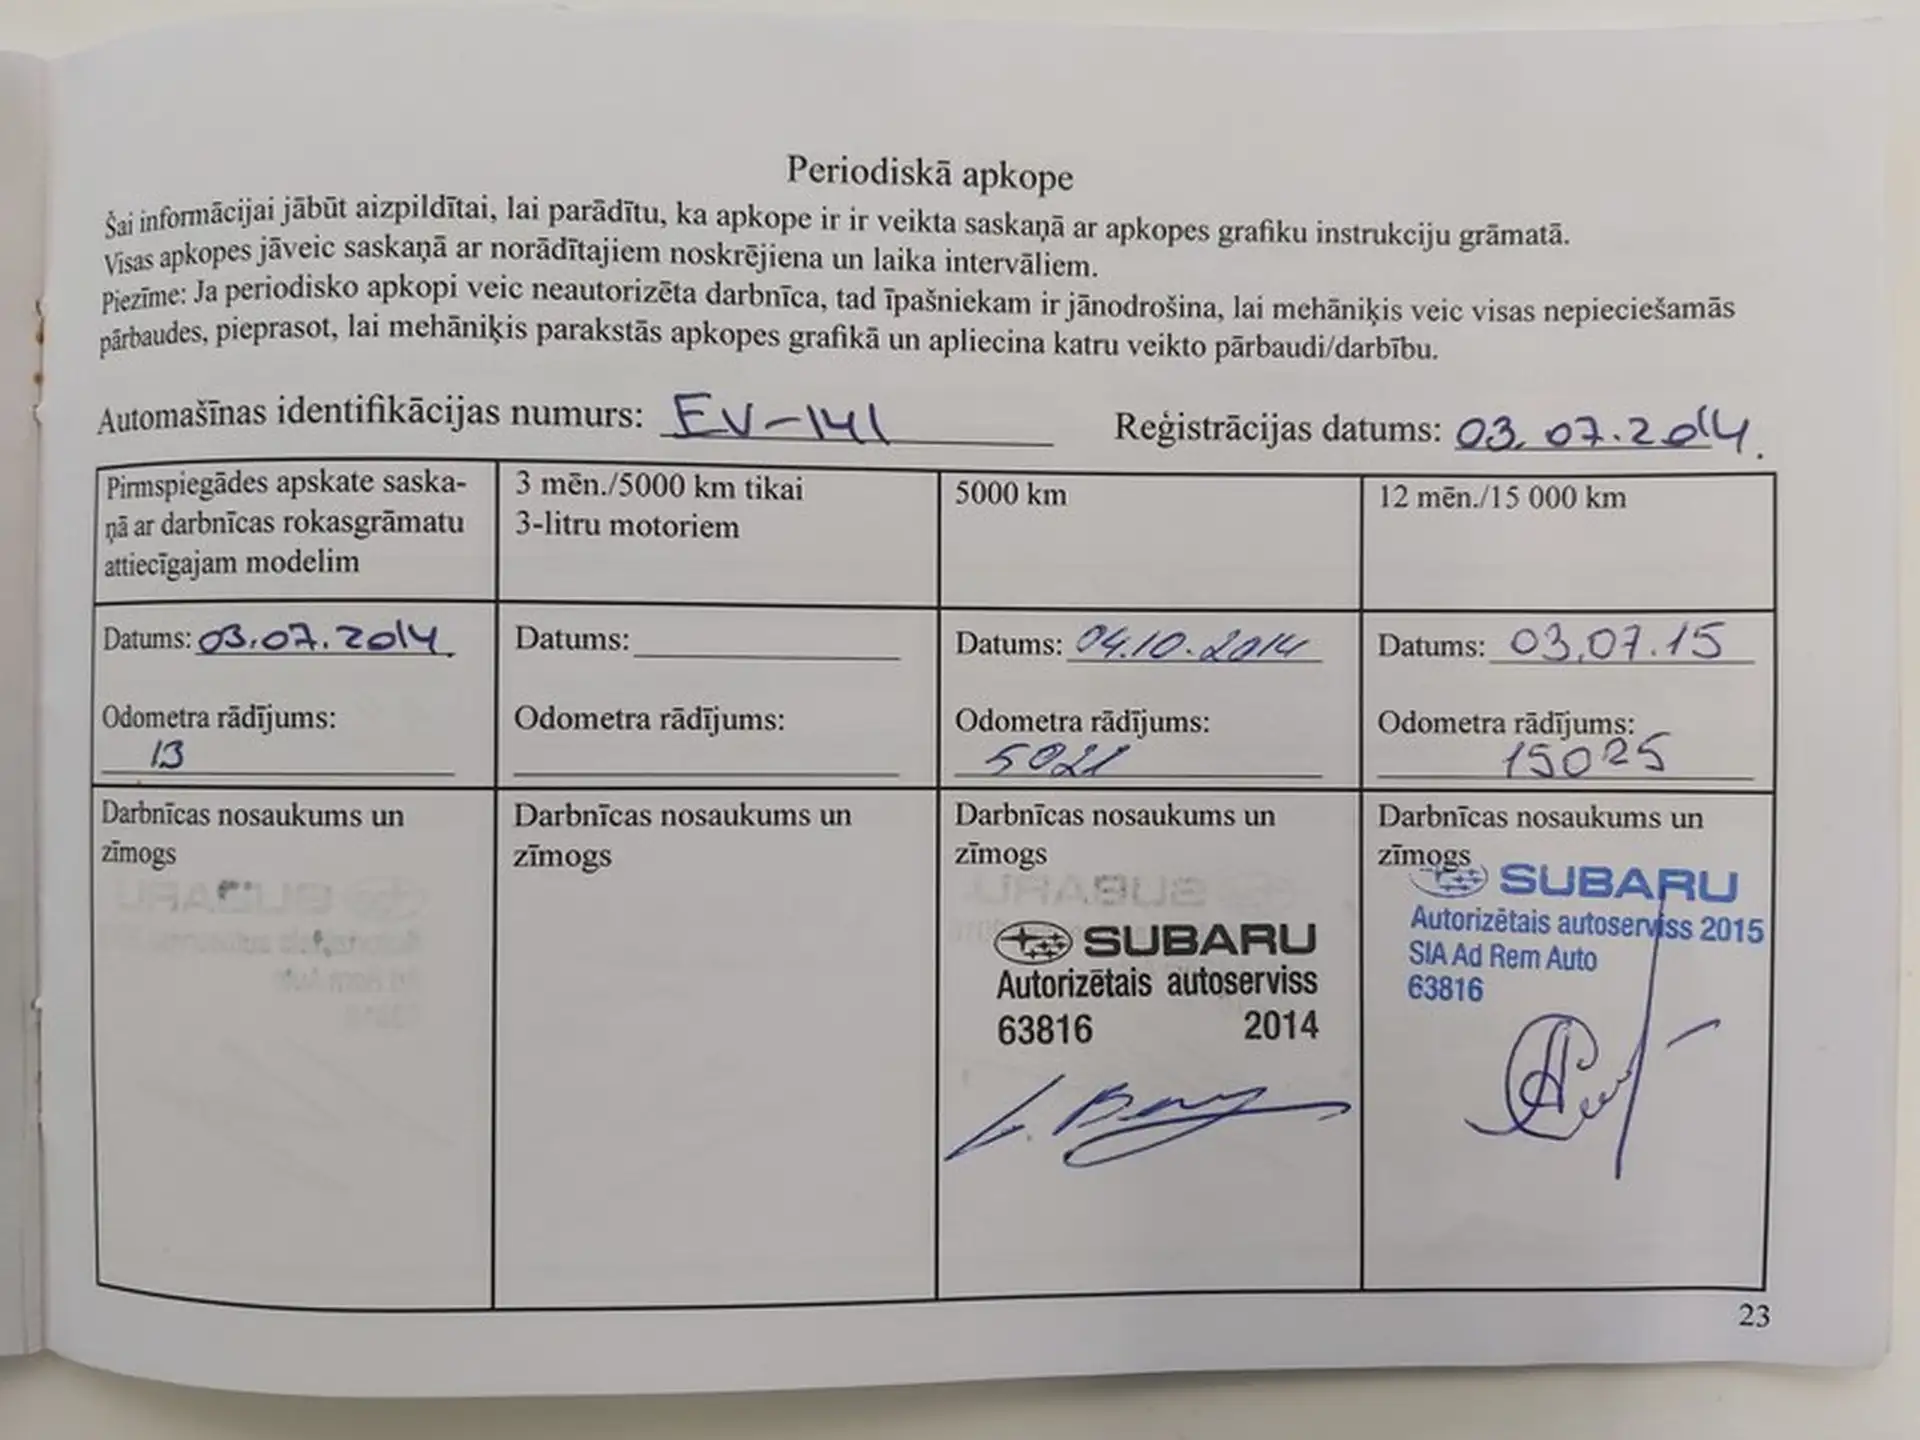 Periodiskā apkope
Šai informācijai jābūt aizpildītai, lai parādītu, ka apkope ir ir veikta saskaņā ar apkopes grafiku instrukciju grāmatā.
Visas apkopes jāveic saskaņā ar norādītajiem noskrējiena un laika intervāliem.
Piezīme: Ja periodisko apkopi veic neautorizēta darbnīca, tad īpašniekam ir jānodrošina, lai mehāniķis veic visas nepieciešamās
pārbaudes, pieprasot, lai mehāniķis parakstās apkopes grafikā un apliecina katru veikto pārbaudi/darbību.
Automašīnas identifikācijas numurs: EV-141 Reģistrācijas datums: 03.07.2014.
Pirmspiegādes apskate saska-
ņā ar darbnīcas rokasgrāmatu
attiecīgajam modelim
3 mēn./5000 km tikai
3-litru motoriem
5000 km
12 mēn./15 000 km
Datums: 03.07.2014.
Datums:
Datums: 04.10.2014
Datums: 03.07.15
Odometra rādījums:
13
Odometra rādījums:
Odometra rādījums:
5021
Odometra rādījums:
15025
Darbnīcas nosaukums un
zīmogs
Darbnīcas nosaukums un
zīmogs
Darbnīcas nosaukums un
zīmogs
SUBARU
Autorizētais autoserviss
63816 2014
Darbnīcas nosaukums un
zīmogs
SUBARU
Autorizētais autoserviss 2015
SIA Ad Rem Auto
63816
23